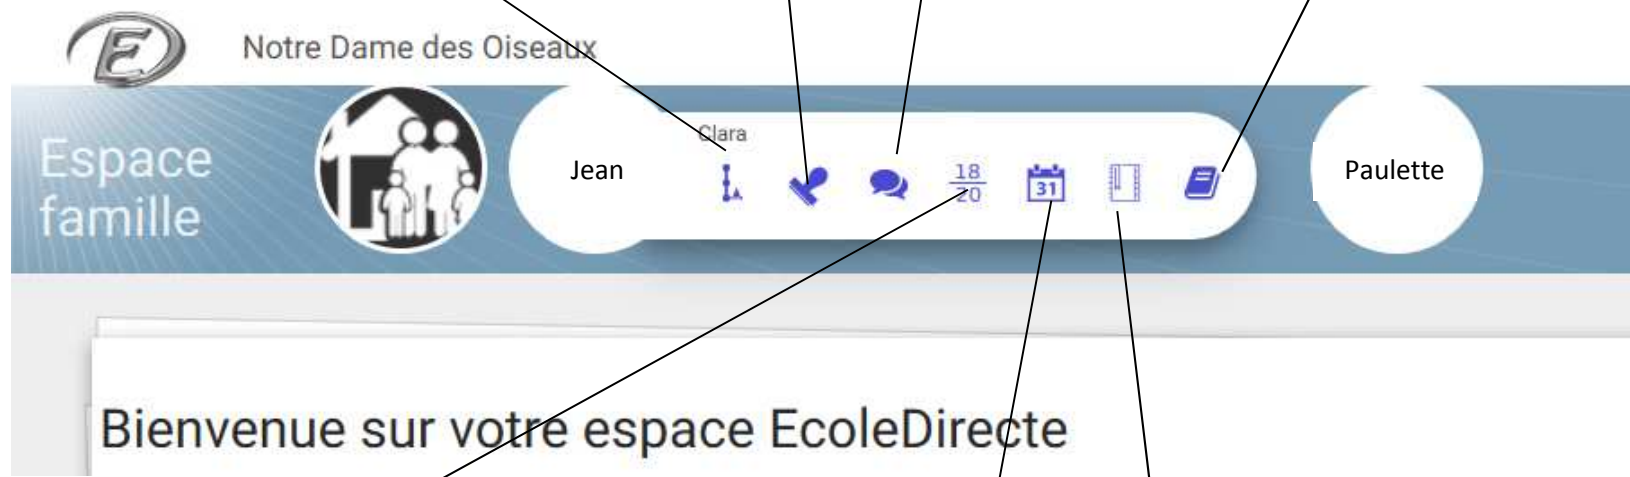 E
Notre Dame des Oiseaux
Espace
famille
Jean
Clara
18
20
31
Paulette
Bienvenue sur votre espace EcoleDirecte